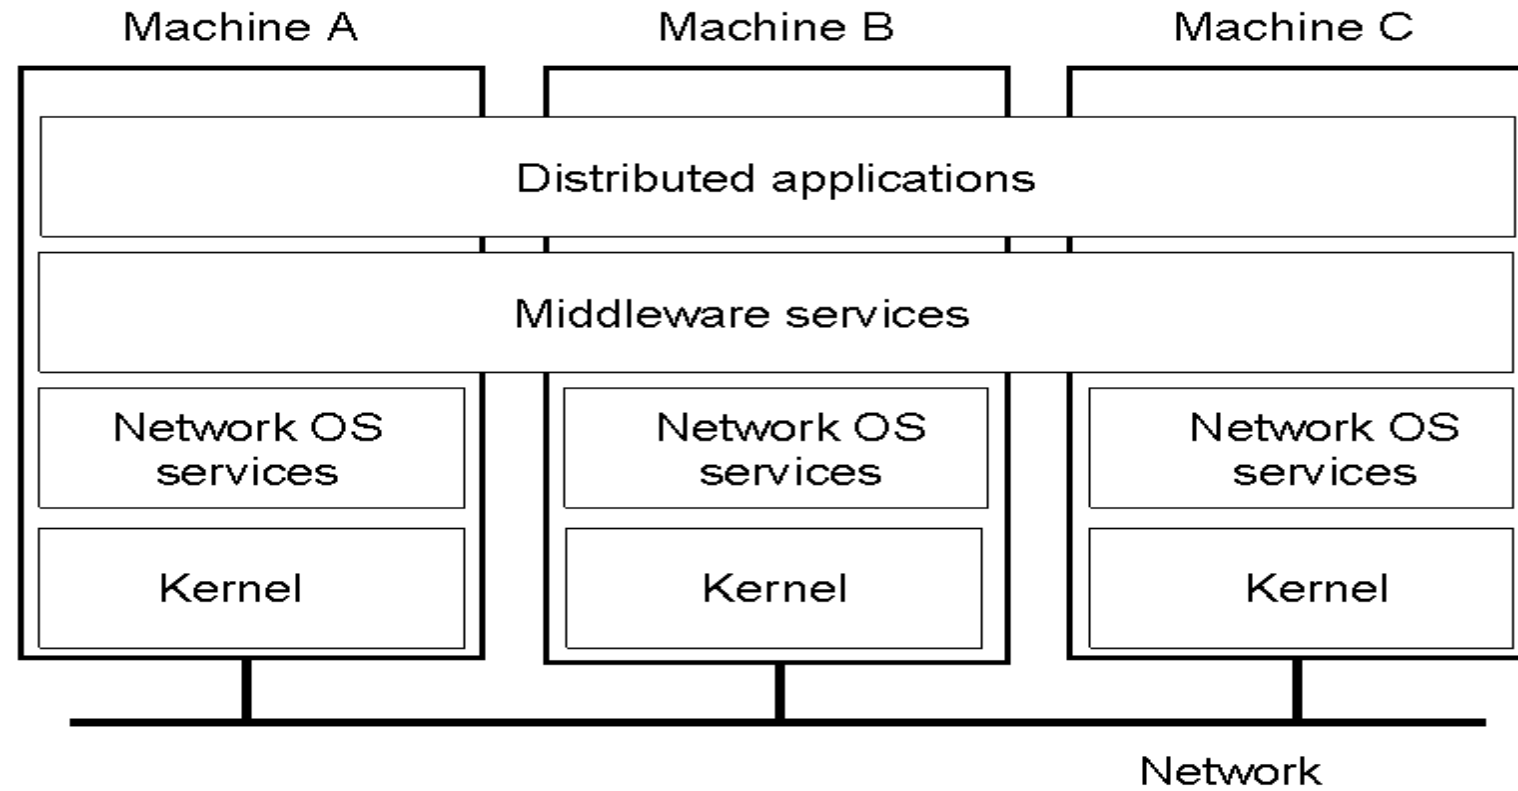 Machine A
Machine B
Machine C
Distributed applications
Middleware services
Network OS
services
Network OS
services
Network OS
services
Kernel
Kernel
Kernel
Network